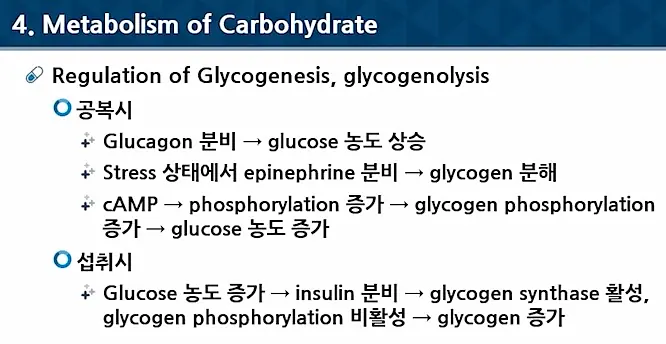 4. Metabolism of Carbohydrate
Regulation of Glycogenesis, glycogenolysis
공복시
Glucagon 분비 → glucose 농도 상승
Stress 상태에서 epinephrine 분비 → glycogen 분해
cAMP → phosphorylation 증가 → glycogen phosphorylation
증가 → glucose 농도 증가
섭취시
Glucose 농도 증가 → insulin 분비 → glycogen synthase 활성,
glycogen phosphorylation 비활성 → glycogen 증가